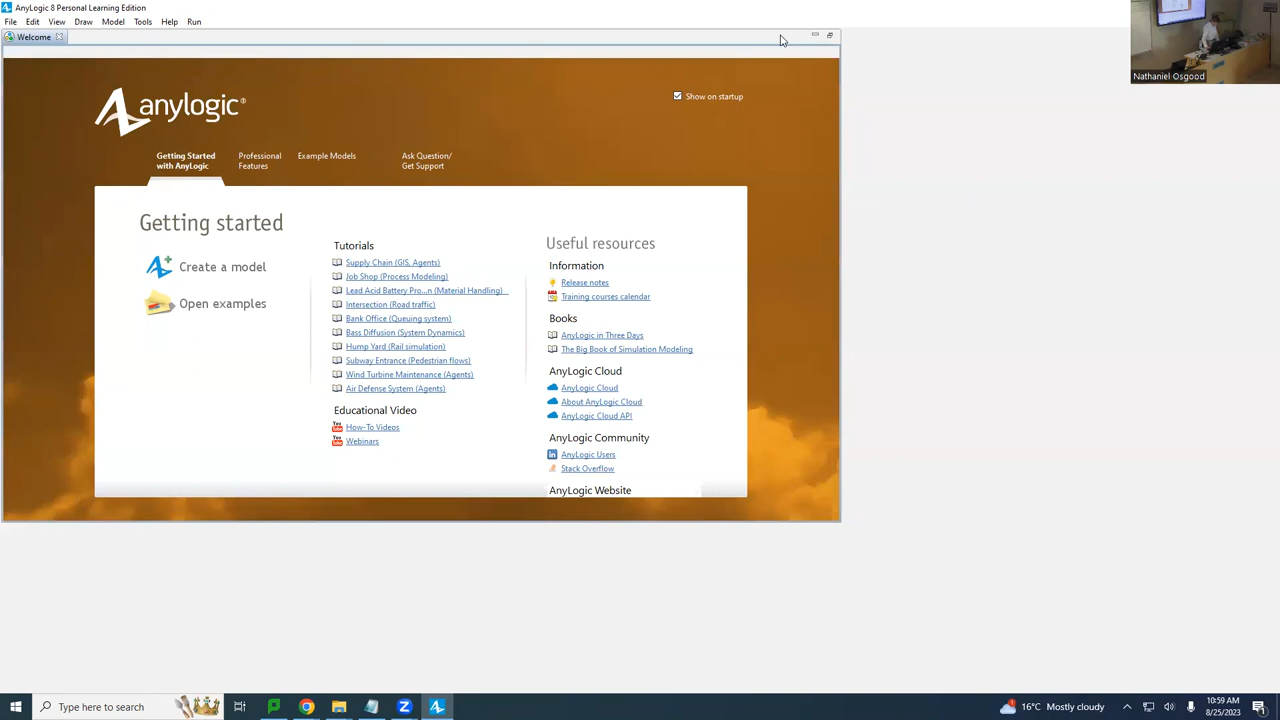 AnyLogic 8 Personal Learning Edition
File Edit View Draw Model Tools Help Run
Welcome
Nathaniel Osgood
anylogic®
Show on startup
Getting Started
with AnyLogic
Professional
Features
Example Models
Ask Question/
Get Support
Getting started
Create a model
Open examples
Tutorials
Supply Chain (GIS, Agents)
Job Shop (Process Modeling)
Lead Acid Battery Pro...n (Material Handling)
Intersection (Road traffic)
Bank Office (Queuing system)
Bass Diffusion (System Dynamics)
Hump Yard (Rail simulation)
Subway Entrance (Pedestrian flows)
Wind Turbine Maintenance (Agents)
Air Defense System (Agents)
Educational Video
How-To Videos
Webinars
Useful resources
Information
Release notes
Training courses calendar
Books
AnyLogic in Three Days
The Big Book of Simulation Modeling
AnyLogic Cloud
AnyLogic Cloud
About AnyLogic Cloud
AnyLogic Cloud API
AnyLogic Community
AnyLogic Users
Stack Overflow
AnyLogic Website
Type here to search
16°C Mostly cloudy
10:59 AM
8/25/2023